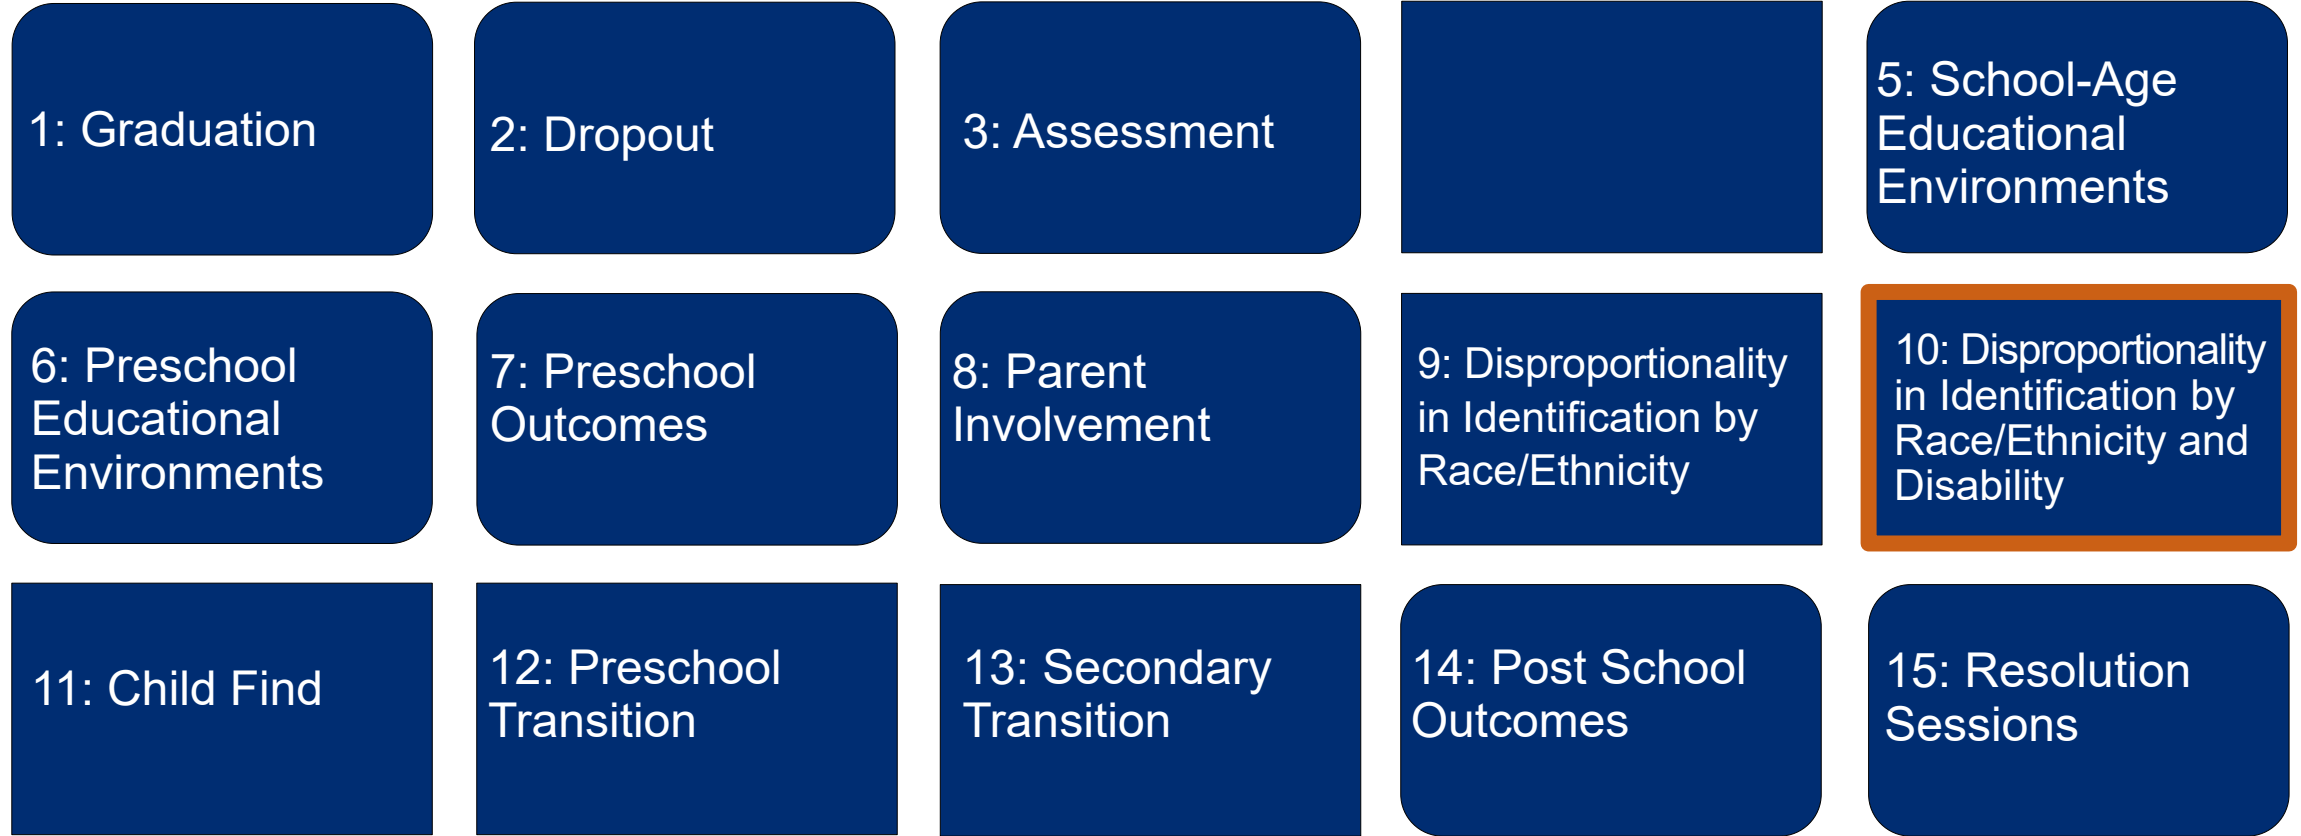 1: Graduation
2: Dropout
3: Assessment
5: School-Age
Educational
Environments
6: Preschool
Educational
Environments
7: Preschool
Outcomes
8: Parent
Involvement
9: Disproportionality
in Identification by
Race/Ethnicity
10: Disproportionality
in Identification by
Race/Ethnicity and
Disability
11: Child Find
12: Preschool
Transition
13: Secondary
Transition
14: Post School
Outcomes
15: Resolution
Sessions